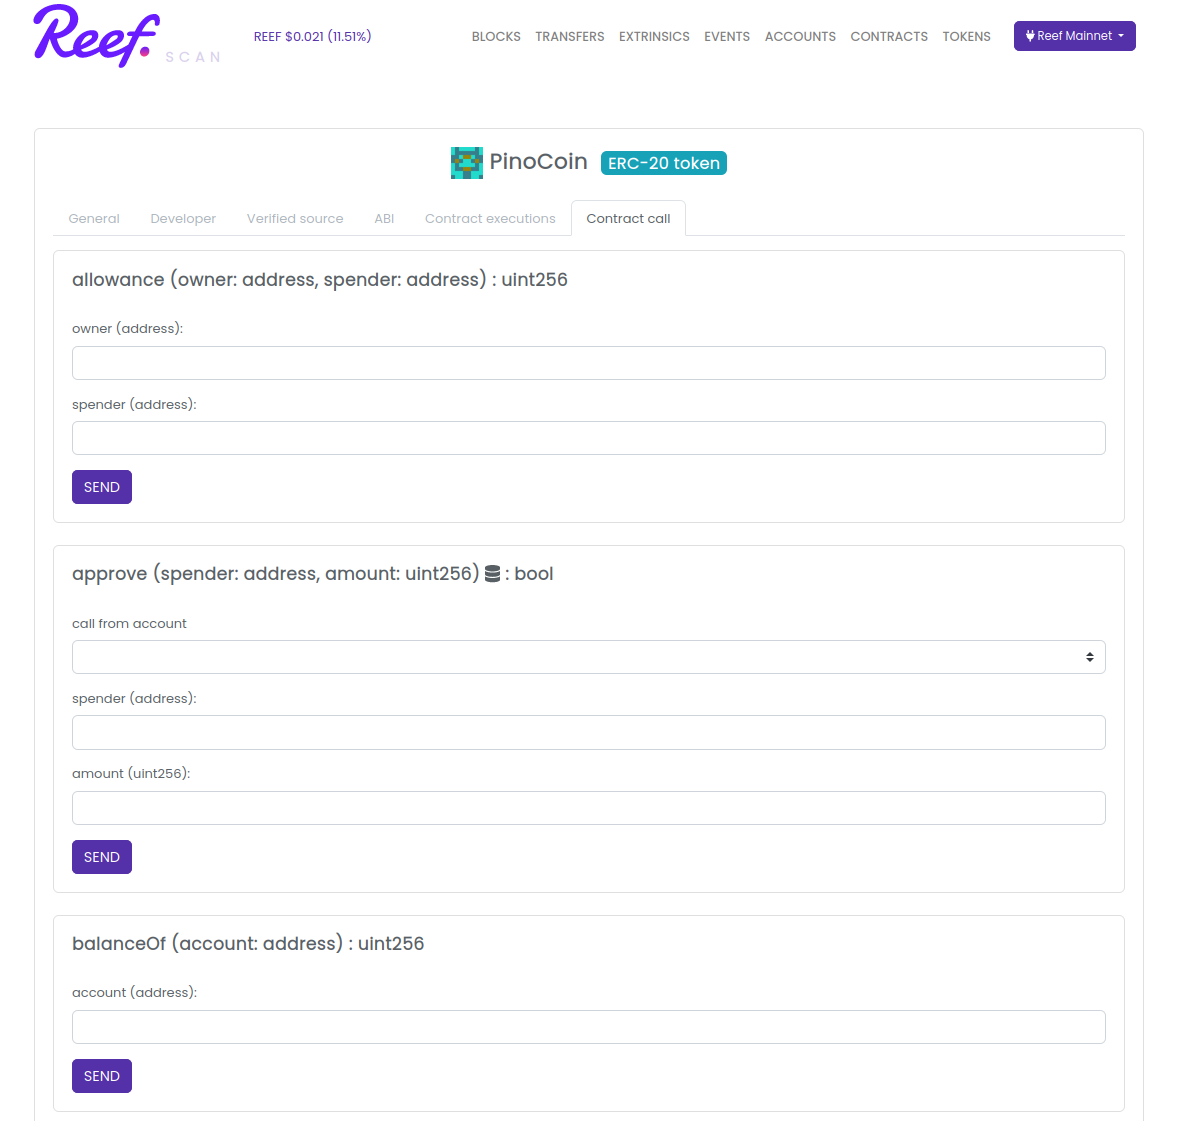 Reef. SCAN REEF $0.021 (11.51%) BLOCKS TRANSFERS EXTRINSICS EVENTS ACCOUNTS CONTRACTS TOKENS Reef Mainnet
PinoCoin ERC-20 token
General Developer Verified source ABI Contract executions Contract call
allowance (owner: address, spender: address) : uint256
owner (address):
spender (address):
SEND
approve (spender: address, amount: uint256) : bool
call from account
spender (address):
amount (uint256):
SEND
balanceOf (account: address) : uint256
account (address):
SEND